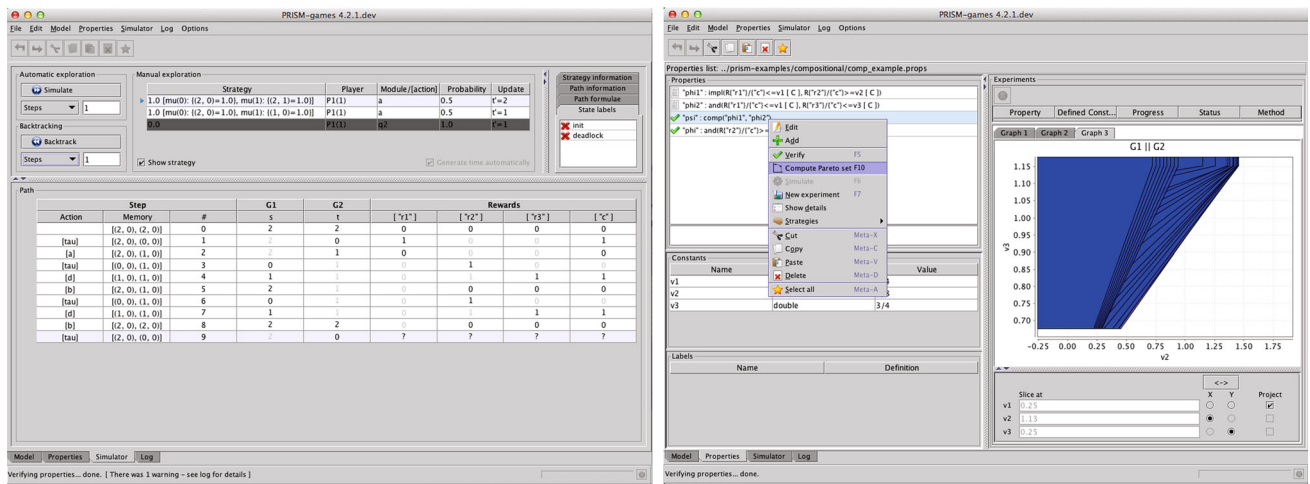 PRISM-games 4.2.1.dev
File Edit Model Properties Simulator Log Options
Automatic exploration
Simulate
Steps 1
Backtracking
Backtrack
Steps 1
Manual exploration
Strategy Player Module/[action] Probability Update
1.0 [mu(0): {(2, 0)=1.0}, mu(1): {(2, 1)=1.0}] P1(1) a 0.5 t'=2
1.0 [mu(0): {(2, 0)=1.0}, mu(1): {(1, 0)=1.0}] P1(1) a 0.5 t'=1
0.0 P1(1) q2 1.0 t'=1
Show strategy
Generate time automatically
Strategy information
Path information
Path formulae
State labels
init
deadlock
Path
Step G1 G2 Rewards
Action Memory # s t ["r1"] ["r2"] ["r3"] ["c"]
[(2, 0), (2, 0)] 0 2 2 0 0 0 0
[tau] [(2, 0), (0, 0)] 1 2 0 1 0 0 1
[a] [(2, 0), (1, 0)] 2 2 1 0 0 0 0
[tau] [(0, 0), (1, 0)] 3 0 1 0 1 0 0
[d] [(1, 0), (1, 0)] 4 1 1 0 1 1 1
[b] [(2, 0), (1, 0)] 5 2 1 0 0 0 0
[tau] [(0, 0), (1, 0)] 6 0 1 0 1 0 0
[d] [(1, 0), (1, 0)] 7 1 1 0 1 1 1
[b] [(2, 0), (2, 0)] 8 2 2 0 0 0 0
[tau] [(2, 0), (0, 0)] 9 2 0 ? ? ? ?
Model Properties Simulator Log
Verifying properties... done. [ There was 1 warning - see log for details ]
PRISM-games 4.2.1.dev
File Edit Model Properties Simulator Log Options
Properties list: ../prism-examples/compositional/comp_example.props
Properties
"phi1" : impl(R("r1")/("c")<=v1 [ C ], R("r2")/("c")>=v2 [ C ])
"phi2" : and(R("r1")/("c")<=v1 [ C ], R("r3")/("c")<=v3 [ C ])
"psi" : comp("phi1", "phi2")
"phi" : and(R("r2")/("c")>=
Edit
Add
Verify F5
Compute Pareto set F10
Simulate F6
New experiment F7
Show details
Strategies
Cut Meta-X
Copy Meta-C
Paste Meta-V
Delete Meta-D
Select all Meta-A
Constants
Name Value
v1
v2
v3 double 3/4
Labels
Name Definition
Experiments
Property Defined Const... Progress Status Method
Graph 1 Graph 2 Graph 3
G1 || G2
1.15
1.10
1.05
1.00
0.95
0.90
0.85
0.80
0.75
0.70
v3
-0.25 0.00 0.25 0.50 0.75 1.00 1.25 1.50 1.75
v2
<->
Slice at X Y Project
v1 0.25
v2 1.13
v3 0.25
Model Properties Simulator Log
Verifying properties... done.